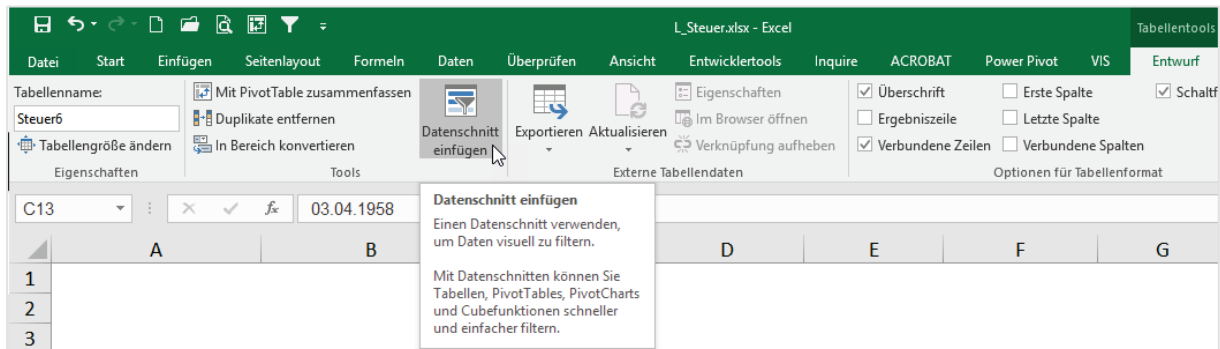 L_Steuer.xlsx - Excel
Tabellentools
Datei Start Einfügen Seitenlayout Formeln Daten Überprüfen Ansicht Entwicklertools Inquire ACROBAT Power Pivot VIS Entwurf
Tabellenname:
Steuer6
Tabellengröße ändern
Eigenschaften
Mit PivotTable zusammenfassen
Duplikate entfernen
In Bereich konvertieren
Tools
Datenschnitt
einfügen
Exportieren
Aktualisieren
Eigenschaften
Im Browser öffnen
Verknüpfung aufheben
Externe Tabellendaten
Überschrift
Ergebniszeile
Verbundene Zeilen
Erste Spalte
Letzte Spalte
Verbundene Spalten
Schaltf
Optionen für Tabellenformat
C13 fx 03.04.1958
Datenschnitt einfügen
Einen Datenschnitt verwenden,
um Daten visuell zu filtern.
Mit Datenschnitten können Sie
Tabellen, PivotTables, PivotCharts
und Cubefunktionen schneller
und einfacher filtern.
A B D E F G
1
2
3